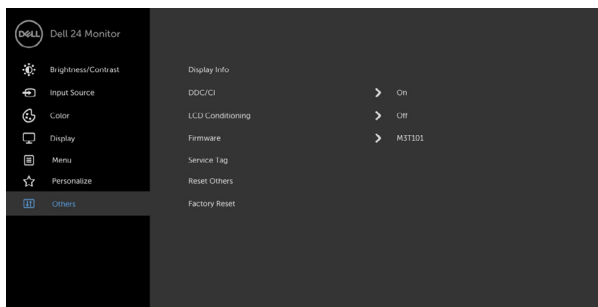 DELL Dell 24 Monitor
Brightness/Contrast Display Info
Input Source DDC/CI On
Color LCD Conditioning Off
Display Firmware M3T101
Menu Service Tag
Personalize Reset Others
Others Factory Reset